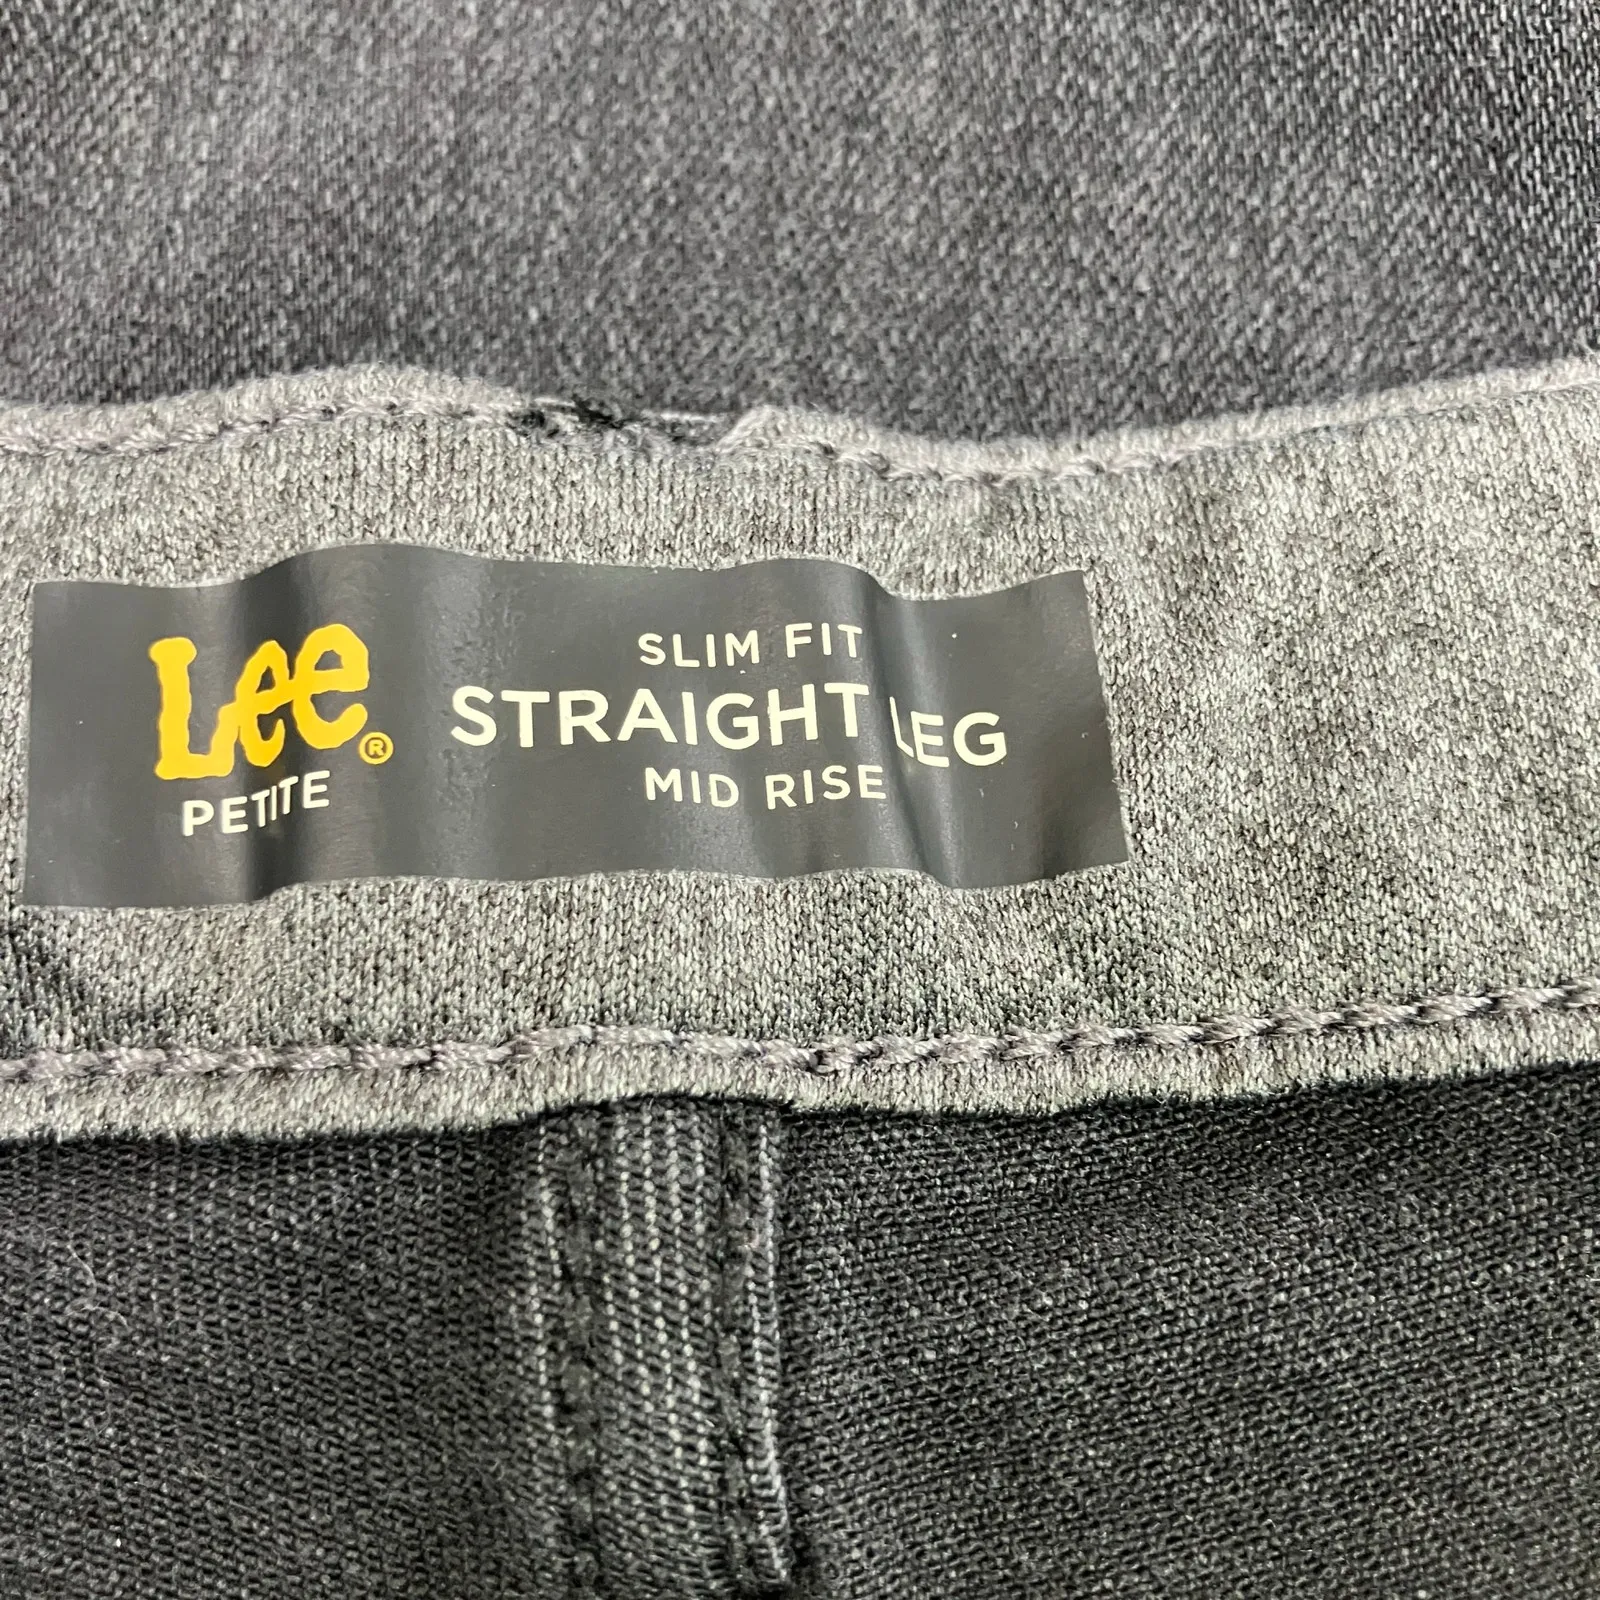 Lee®
PETITE
SLIM FIT
STRAIGHT LEG
MID RISE